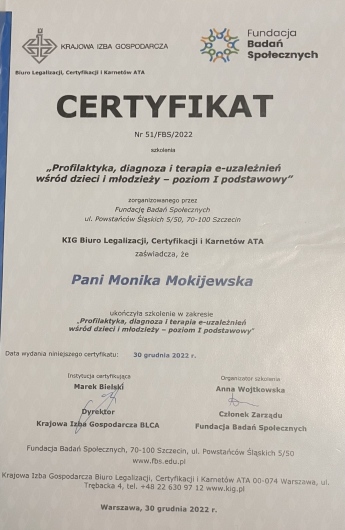 KRAJOWA IZBA GOSPODARCZA
Fundacja
Badań
Społecznych
Biuro Legalizacji, Certyfikacji i Karnetów ATA
CERTYFIKAT
Nr 51/FBS/2022
szkolenia
„Profilaktyka, diagnoza i terapia e-uzależnień
wśród dzieci i młodzieży – poziom I podstawowy”
zorganizowanego przez
Fundację Badań Społecznych
ul. Powstańców Śląskich 5/50, 70-100 Szczecin
KIG Biuro Legalizacji, Certyfikacji i Karnetów ATA
zaświadcza, że
Pani Monika Mokijewska
ukończyła szkolenie w zakresie
„Profilaktyka, diagnoza i terapia e-uzależnień
wśród dzieci i młodzieży – poziom I podstawowy”
Data wydania niniejszego certyfikatu: 30 grudnia 2022 r.
Instytucja certyfikująca
Marek Bielski
Dyrektor
Krajowa Izba Gospodarcza BLCA
Organizator szkolenia
Anna Wojtkowska
Członek Zarządu
Fundacja Badań Społecznych
Fundacja Badań Społecznych, 70-100 Szczecin, ul. Powstańców Śląskich 5/50
www.fbs.edu.pl
Krajowa Izba Gospodarcza Biuro Legalizacji, Certyfikacji i Karnetów ATA 00-074 Warszawa, ul.
Trębacka 4, tel. +48 22 630 97 12 www.kig.pl
Warszawa, 30 grudnia 2022 r.